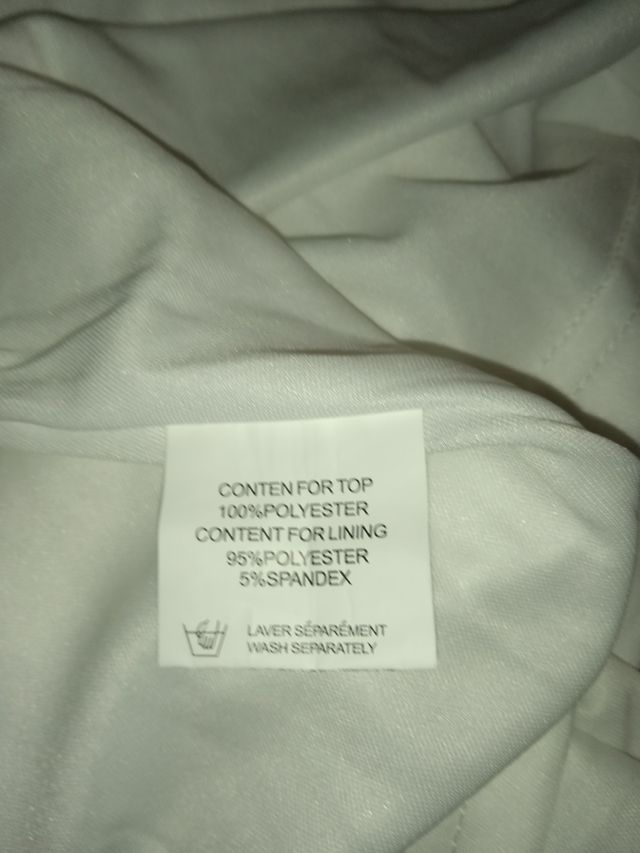 CONTEN FOR TOP
100%POLYESTER
CONTENT FOR LINING
95%POLYESTER
5%SPANDEX
LAVER SÉPARÉMENT
WASH SEPARATELY